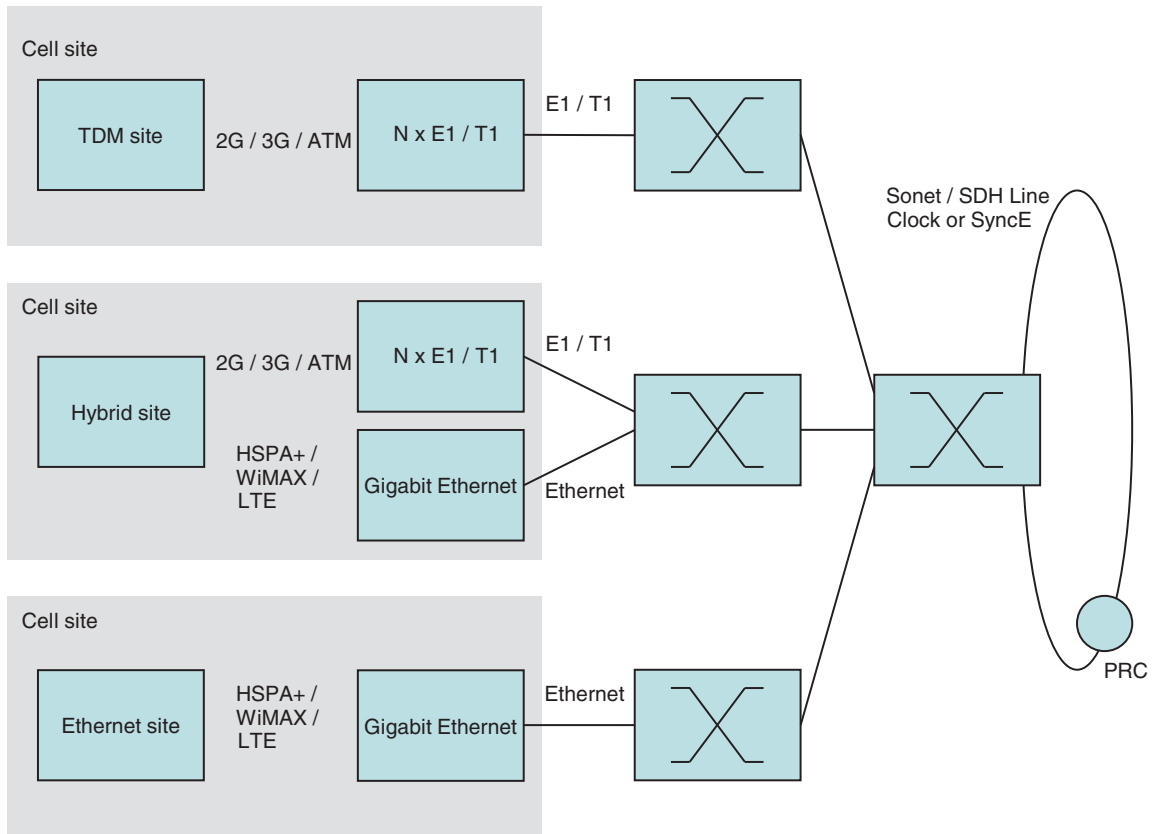 Cell site
TDM site
2G / 3G / ATM
N x E1 / T1
E1 / T1
Sonet / SDH Line
Clock or SyncE
Cell site
Hybrid site
2G / 3G / ATM
N x E1 / T1
E1 / T1
HSPA+ /
WiMAX /
LTE
Gigabit Ethernet
Ethernet
Cell site
Ethernet site
HSPA+ /
WiMAX /
LTE
Gigabit Ethernet
Ethernet
PRC